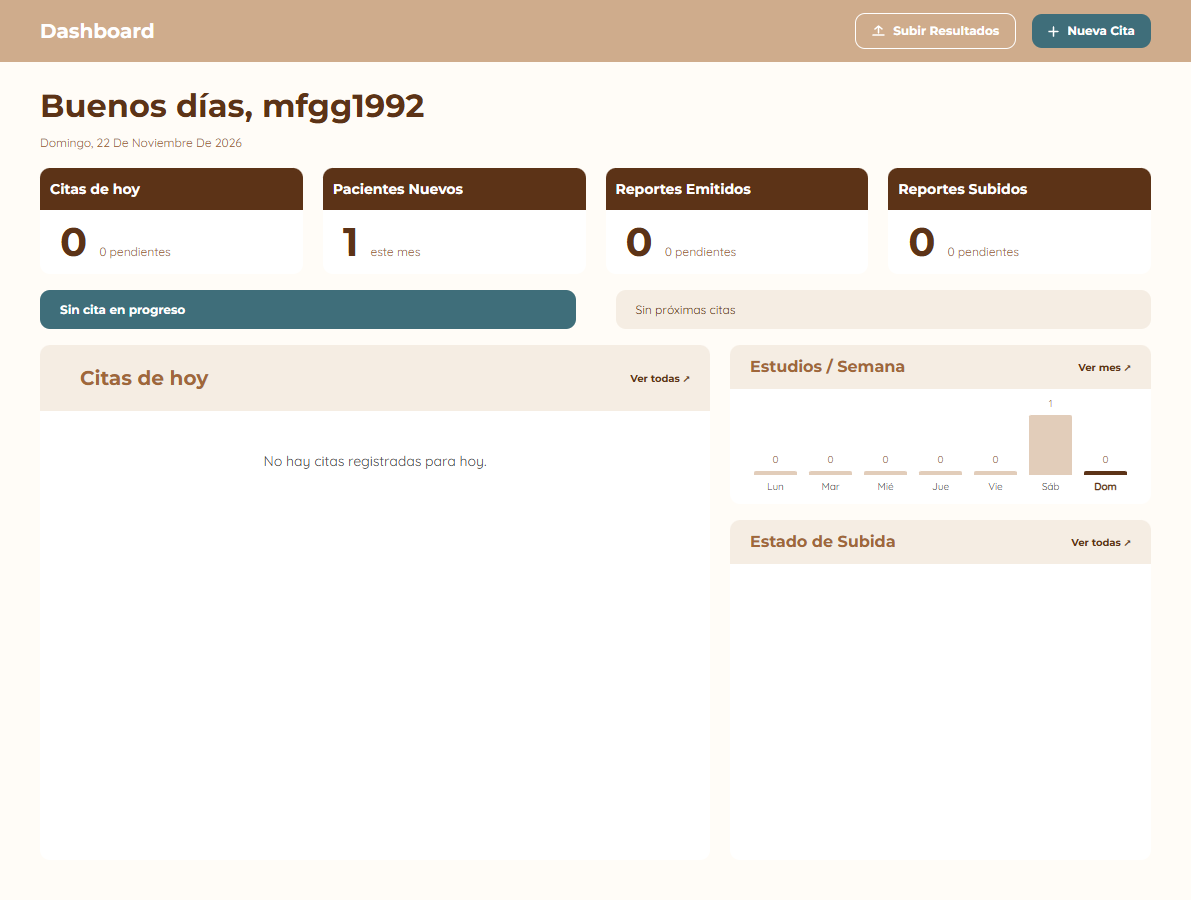 Dashboard
Subir Resultados
Nueva Cita
Buenos días, mfgg1992
Domingo, 22 De Noviembre De 2026
Citas de hoy
0 0 pendientes
Pacientes Nuevos
1 este mes
Reportes Emitidos
0 0 pendientes
Reportes Subidos
0 0 pendientes
Sin cita en progreso
Sin próximas citas
Citas de hoy
Ver todas ↗
No hay citas registradas para hoy.
Estudios / Semana
Ver mes ↗
0 0 0 0 0 1 0
Lun Mar Mié Jue Vie Sáb Dom
Estado de Subida
Ver todas ↗